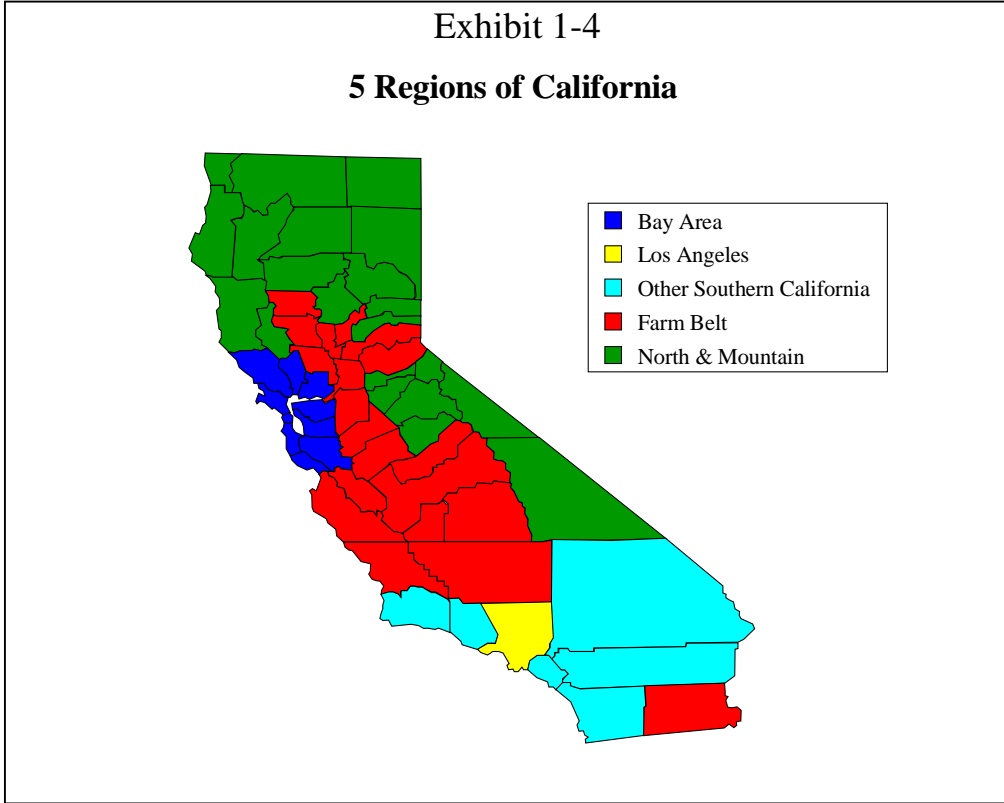 Exhibit 1-4
5 Regions of California
Bay Area
Los Angeles
Other Southern California
Farm Belt
North & Mountain